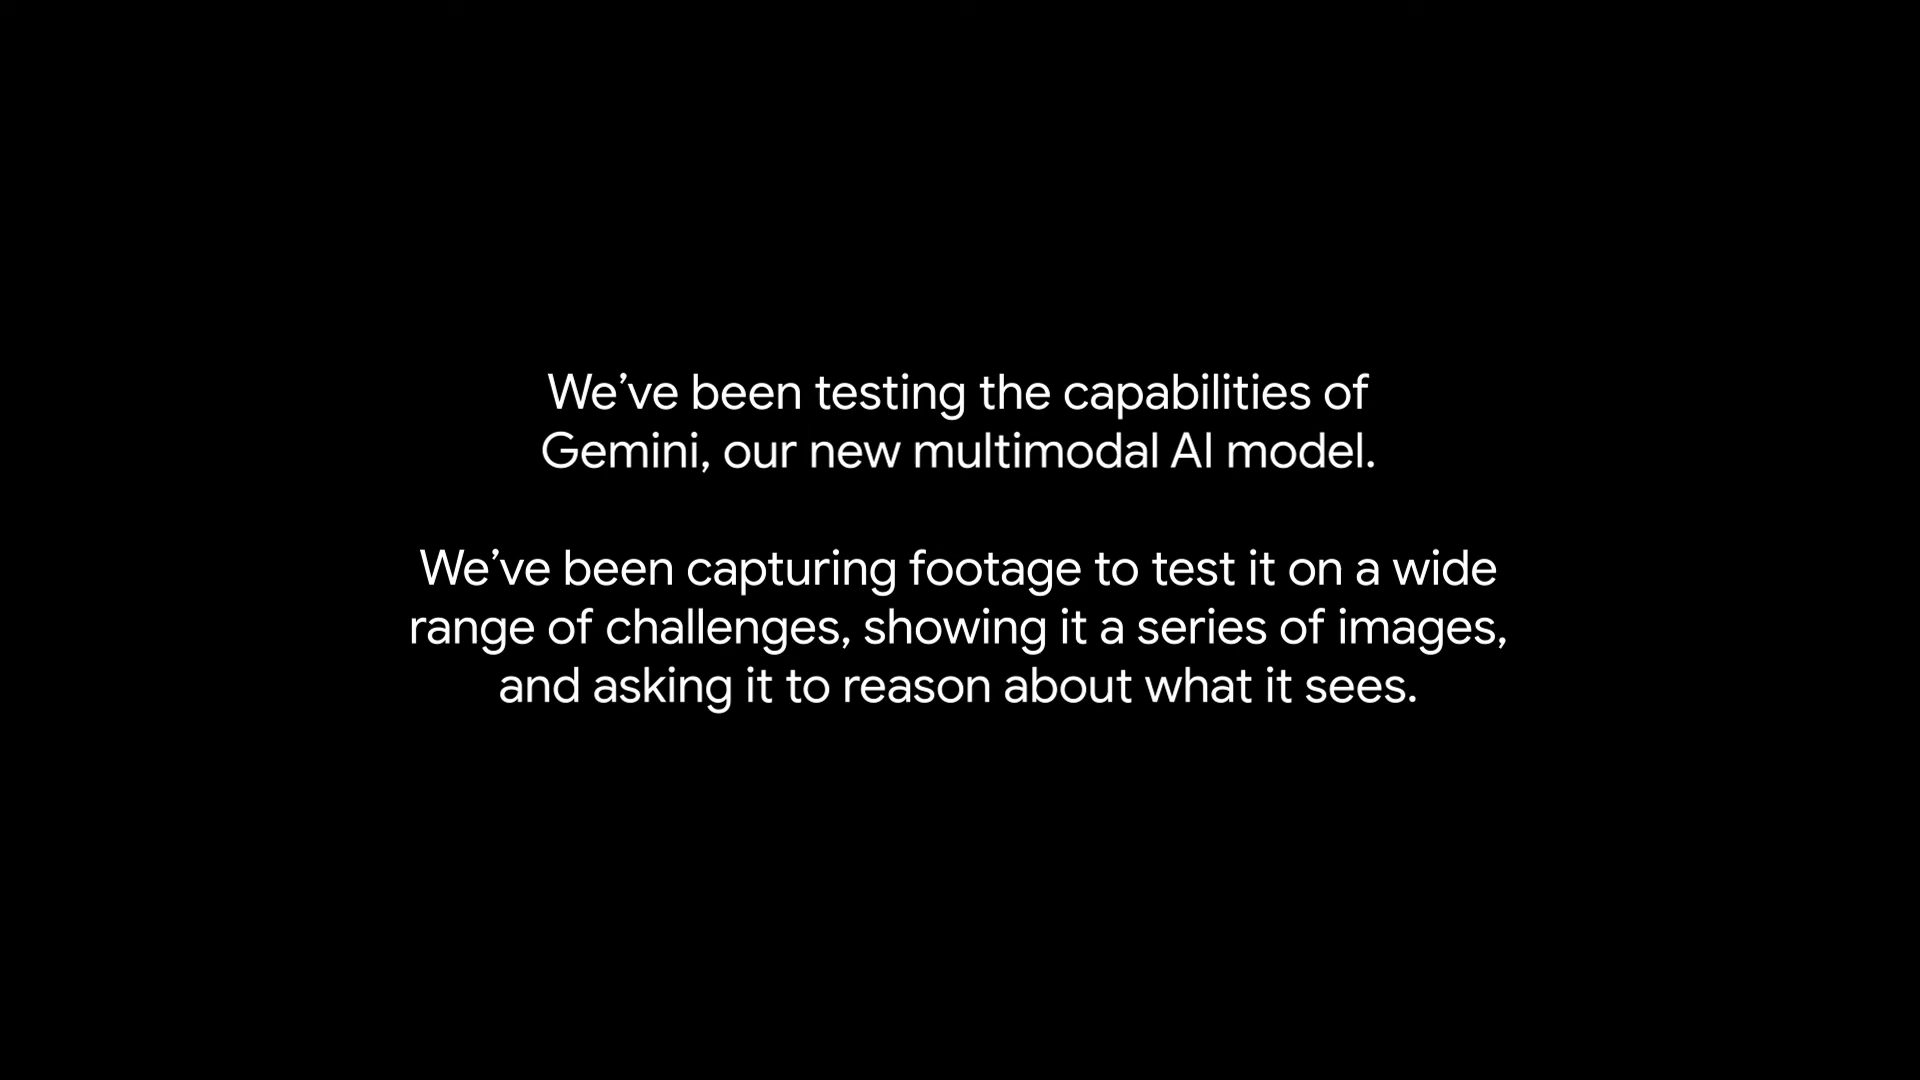 We’ve been testing the capabilities of
Gemini, our new multimodal AI model.
We’ve been capturing footage to test it on a wide
range of challenges, showing it a series of images,
and asking it to reason about what it sees.